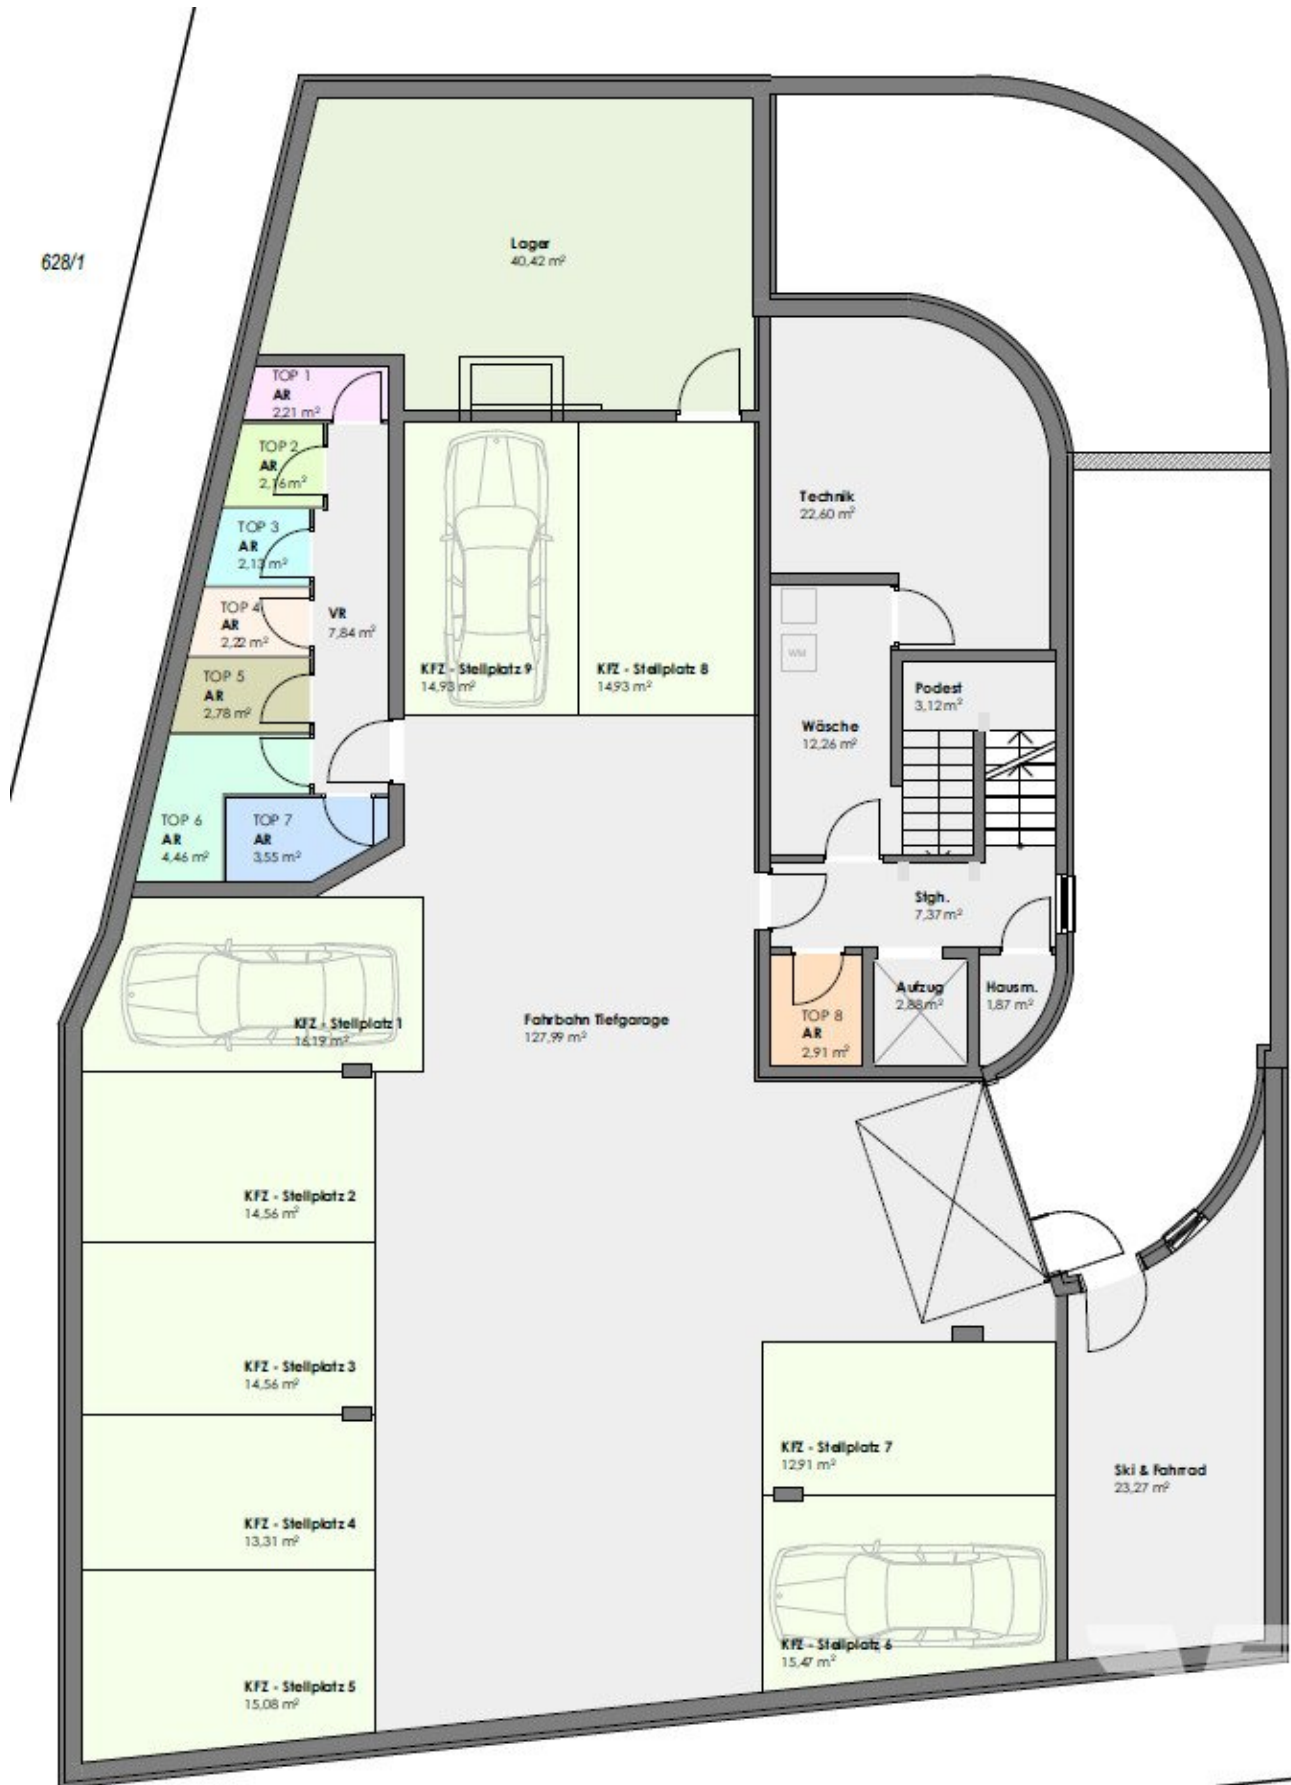 628/1
Lager
40,42 m²
TOP 1
AR
2,21 m²
TOP 2
AR
2,16 m²
TOP 3
AR
2,13 m²
TOP 4
AR
2,22 m²
TOP 5
AR
2,78 m²
TOP 6
AR
4,46 m²
TOP 7
AR
3,55 m²
VR
7,84 m²
KFZ - Stellplatz 9
14,93 m²
KFZ - Stellplatz 8
14,93 m²
Technik
22,60 m²
WM
Podest
3,12 m²
Wäsche
12,26 m²
Stgh.
7,37 m²
TOP 8
AR
2,91 m²
Aufzug
2,88 m²
Hausm.
1,87 m²
KFZ - Stellplatz 1
16,19 m²
Fahrbahn Tiefgarage
127,99 m²
KFZ - Stellplatz 2
14,56 m²
KFZ - Stellplatz 3
14,56 m²
KFZ - Stellplatz 4
13,31 m²
KFZ - Stellplatz 5
15,08 m²
KFZ - Stellplatz 7
12,91 m²
KFZ - Stellplatz 6
15,47 m²
Ski & Fahrrad
23,27 m²